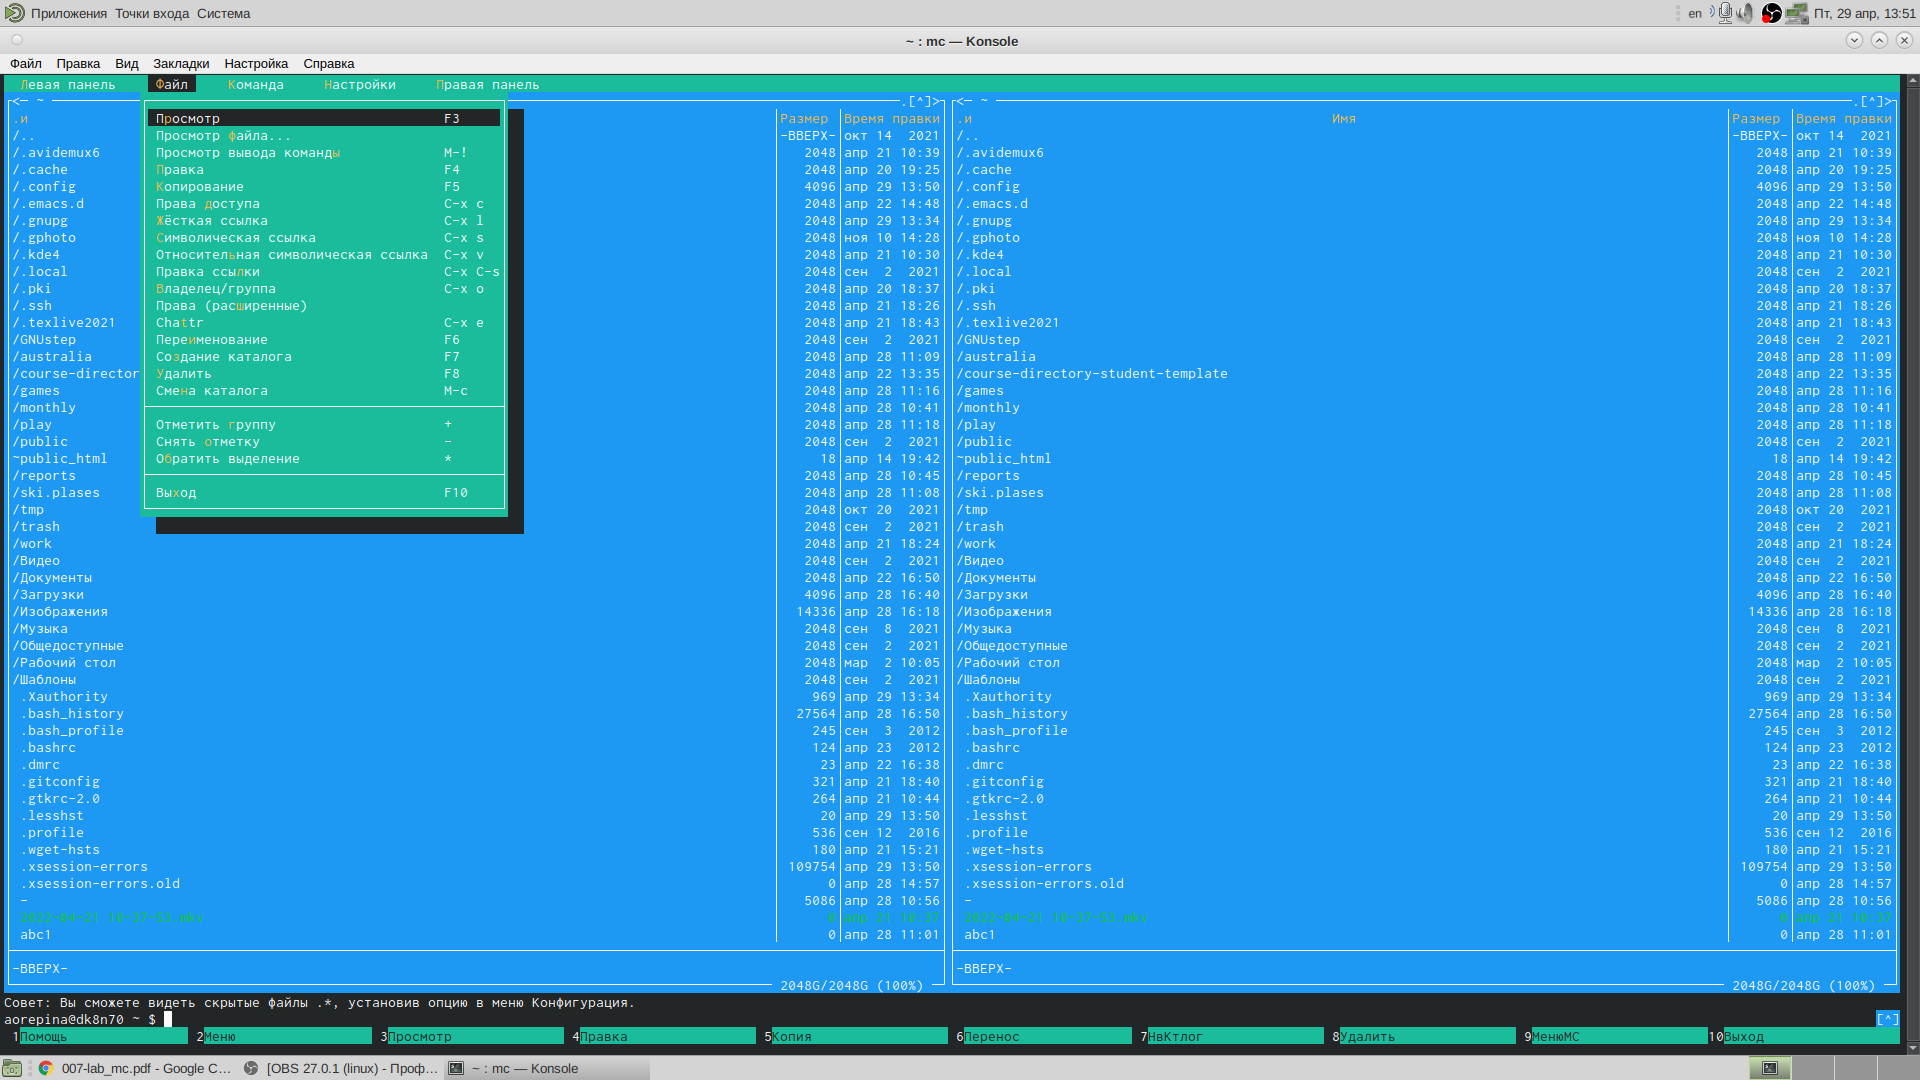 Приложения Точки входа Система
en Пт, 29 апр, 13:51
~ : mc — Konsole
Файл Правка Вид Закладки Настройка Справка
Левая панель Файл Команда Настройки Правая панель
<─ ~ .[^]> <─ ~ .[^]>
.и Размер Время правки .и Имя Размер Время правки
Просмотр F3
Просмотр файла...
Просмотр вывода команды M-!
Правка F4
Копирование F5
Права доступа C-x c
Жёсткая ссылка C-x l
Символическая ссылка C-x s
Относительная символическая ссылка C-x v
Правка ссылки C-x C-s
Владелец/группа C-x o
Права (расширенные)
Chattr C-x e
Переименование F6
Создание каталога F7
Удалить F8
Смена каталога M-c
Отметить группу +
Снять отметку -
Обратить выделение *
Выход F10
/.. -ВВЕРХ- окт 14 2021 /.. -ВВЕРХ- окт 14 2021
/.avidemux6 2048 апр 21 10:39 /.avidemux6 2048 апр 21 10:39
/.cache 2048 апр 20 19:25 /.cache 2048 апр 20 19:25
/.config 4096 апр 29 13:50 /.config 4096 апр 29 13:50
/.emacs.d 2048 апр 22 14:48 /.emacs.d 2048 апр 22 14:48
/.gnupg 2048 апр 29 13:34 /.gnupg 2048 апр 29 13:34
/.gphoto 2048 ноя 10 14:28 /.gphoto 2048 ноя 10 14:28
/.kde4 2048 апр 21 10:30 /.kde4 2048 апр 21 10:30
/.local 2048 сен 2 2021 /.local 2048 сен 2 2021
/.pki 2048 апр 20 18:37 /.pki 2048 апр 20 18:37
/.ssh 2048 апр 21 18:26 /.ssh 2048 апр 21 18:26
/.texlive2021 2048 апр 21 18:43 /.texlive2021 2048 апр 21 18:43
/GNUstep 2048 сен 2 2021 /GNUstep 2048 сен 2 2021
/australia 2048 апр 28 11:09 /australia 2048 апр 28 11:09
/course-director 2048 апр 22 13:35 /course-directory-student-template 2048 апр 22 13:35
/games 2048 апр 28 11:16 /games 2048 апр 28 11:16
/monthly 2048 апр 28 10:41 /monthly 2048 апр 28 10:41
/play 2048 апр 28 11:18 /play 2048 апр 28 11:18
/public 2048 сен 2 2021 /public 2048 сен 2 2021
~public_html 18 апр 14 19:42 ~public_html 18 апр 14 19:42
/reports 2048 апр 28 10:45 /reports 2048 апр 28 10:45
/ski.plases 2048 апр 28 11:08 /ski.plases 2048 апр 28 11:08
/tmp 2048 окт 20 2021 /tmp 2048 окт 20 2021
/trash 2048 сен 2 2021 /trash 2048 сен 2 2021
/work 2048 апр 21 18:24 /work 2048 апр 21 18:24
/Видео 2048 сен 2 2021 /Видео 2048 сен 2 2021
/Документы 2048 апр 22 16:50 /Документы 2048 апр 22 16:50
/Загрузки 4096 апр 28 16:40 /Загрузки 4096 апр 28 16:40
/Изображения 14336 апр 28 16:18 /Изображения 14336 апр 28 16:18
/Музыка 2048 сен 8 2021 /Музыка 2048 сен 8 2021
/Общедоступные 2048 сен 2 2021 /Общедоступные 2048 сен 2 2021
/Рабочий стол 2048 мар 2 10:05 /Рабочий стол 2048 мар 2 10:05
/Шаблоны 2048 сен 2 2021 /Шаблоны 2048 сен 2 2021
.Xauthority 969 апр 29 13:34 .Xauthority 969 апр 29 13:34
.bash_history 27564 апр 28 16:50 .bash_history 27564 апр 28 16:50
.bash_profile 245 сен 3 2012 .bash_profile 245 сен 3 2012
.bashrc 124 апр 23 2012 .bashrc 124 апр 23 2012
.dmrc 23 апр 22 16:38 .dmrc 23 апр 22 16:38
.gitconfig 321 апр 21 18:40 .gitconfig 321 апр 21 18:40
.gtkrc-2.0 264 апр 21 10:44 .gtkrc-2.0 264 апр 21 10:44
.lesshst 20 апр 29 13:50 .lesshst 20 апр 29 13:50
.profile 536 сен 12 2016 .profile 536 сен 12 2016
.wget-hsts 180 апр 21 15:21 .wget-hsts 180 апр 21 15:21
.xsession-errors 109754 апр 29 13:50 .xsession-errors 109754 апр 29 13:50
.xsession-errors.old 0 апр 28 14:57 .xsession-errors.old 0 апр 28 14:57
- 5086 апр 28 10:56 - 5086 апр 28 10:56
abc1 0 апр 28 11:01 abc1 0 апр 28 11:01
-ВВЕРХ- -ВВЕРХ-
2048G/2048G (100%) 2048G/2048G (100%)
Совет: Вы сможете видеть скрытые файлы .*, установив опцию в меню Конфигурация.
aorepina@dk8n70 ~ $ [^]
1Помощь 2Меню 3Просмотр 4Правка 5Копия 6Перенос 7НвКтлог 8Удалить 9МенюМС 10Выход
007-lab_mc.pdf - Google C... [OBS 27.0.1 (linux) - Проф... ~ : mc — Konsole